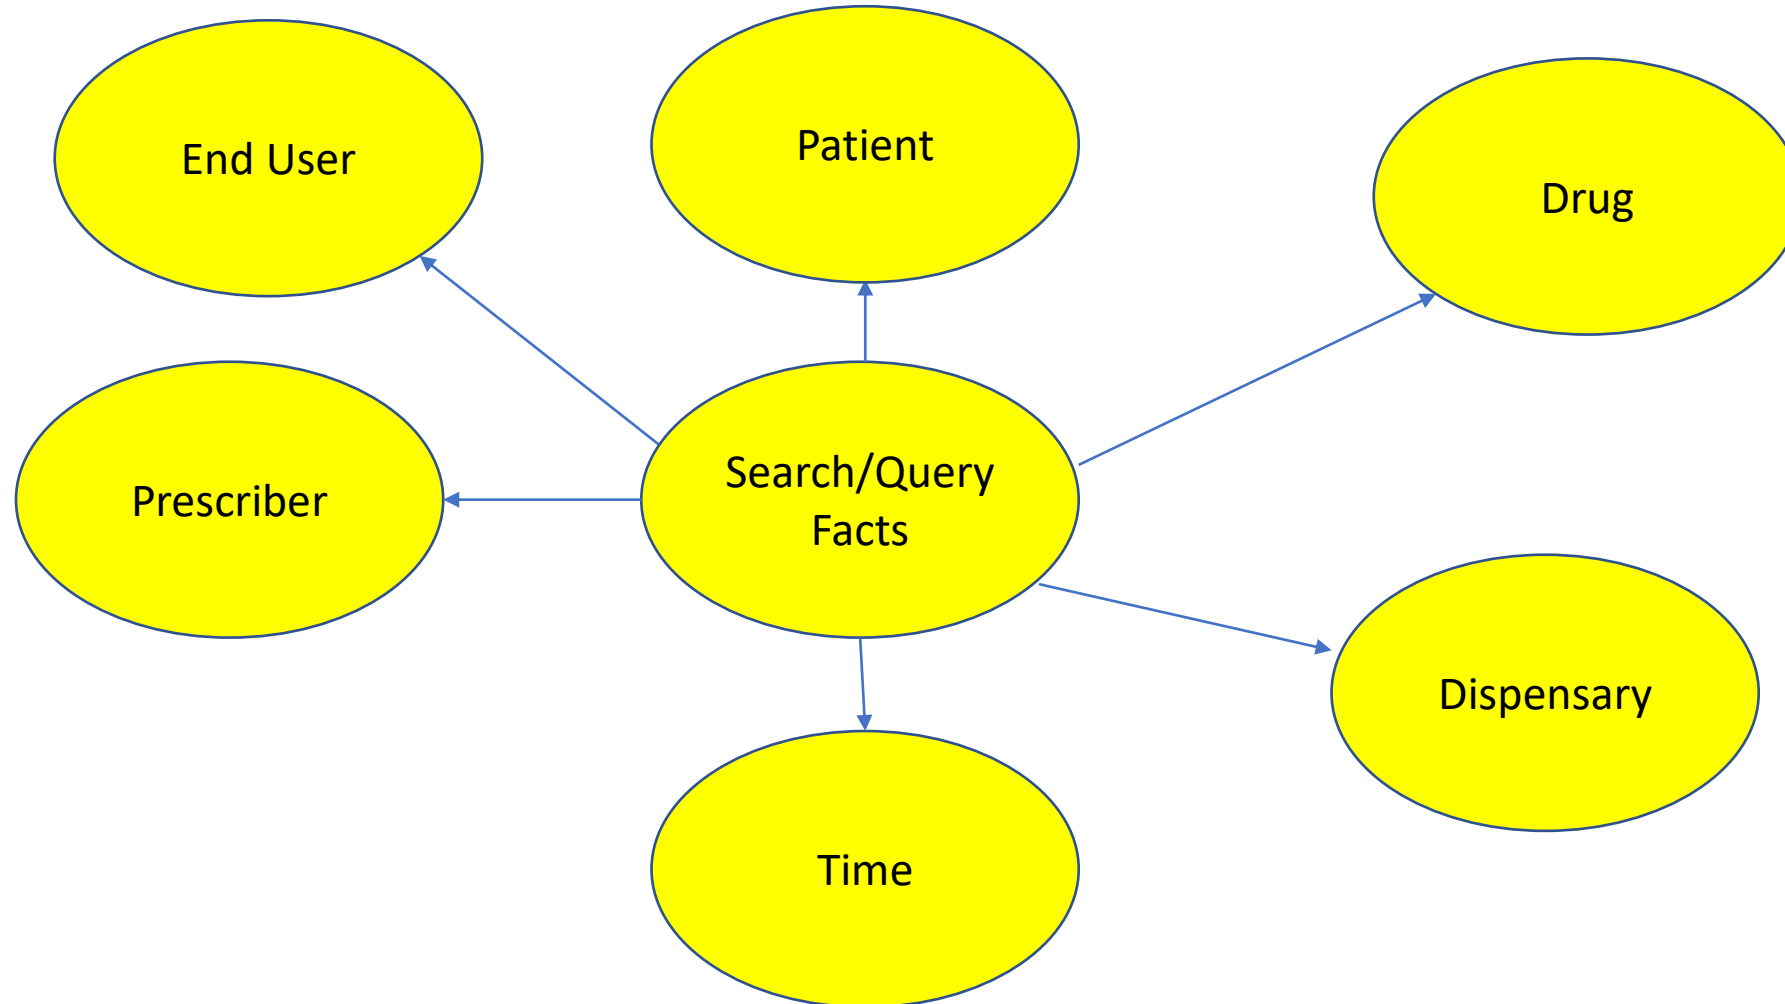 End User
Patient
Drug
Prescriber
Search/Query
Facts
Dispensary
Time